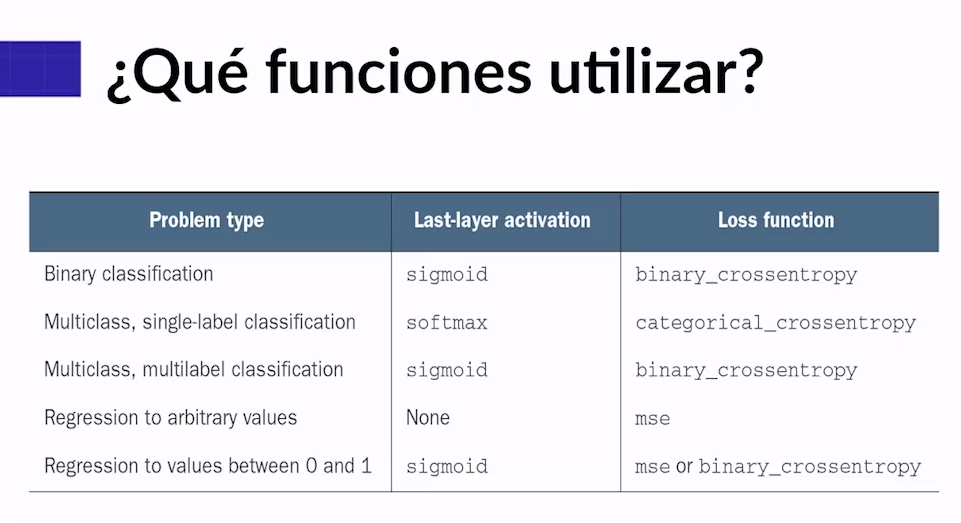 ¿Qué funciones utilizar?
Problem type Last-layer activation Loss function
Binary classification sigmoid binary_crossentropy
Multiclass, single-label classification softmax categorical_crossentropy
Multiclass, multilabel classification sigmoid binary_crossentropy
Regression to arbitrary values None mse
Regression to values between 0 and 1 sigmoid mse or binary_crossentropy